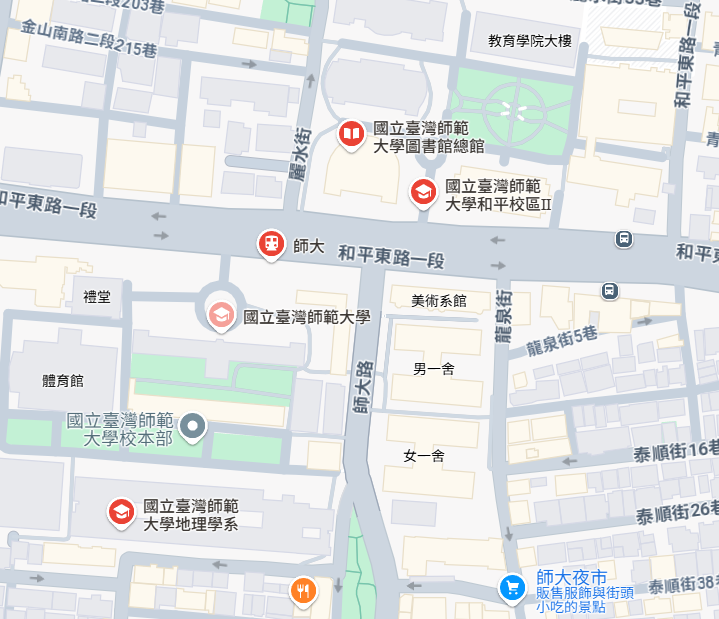 二段203巷
金山南路二段215巷
教育學院大樓
和平東路一段
國立臺灣師範
大學圖書館總館
麗水街
國立臺灣師範
大學和平校區II
和平東路一段
師大
和平東路一段
禮堂
國立臺灣師範大學
美術系館
龍泉街
龍泉街5巷
體育館
男一舍
師大路
國立臺灣師範
大學校本部
女一舍
泰順街16巷
國立臺灣師範
大學地理學系
泰順街26巷
師大夜市
販售服飾與街頭
小吃的景點
泰順街38巷